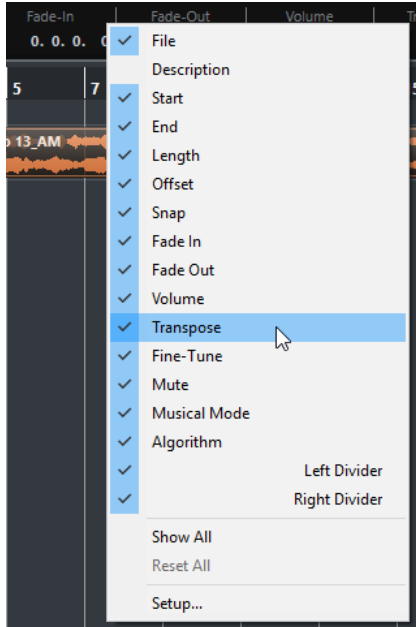 Fade-In Fade-Out Volume
0. 0. 0.
File
Description
5 7
Start
End
13_AM
Length
Offset
Snap
Fade In
Fade Out
Volume
Transpose
Fine-Tune
Mute
Musical Mode
Algorithm
Left Divider
Right Divider
Show All
Reset All
Setup...